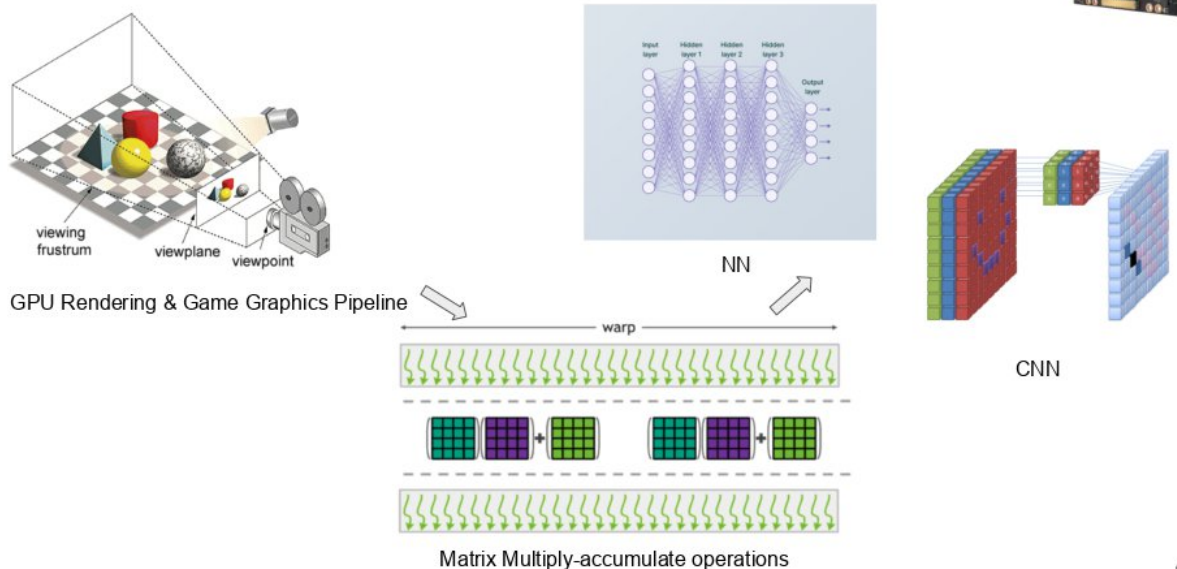 viewing
frustrum
viewplane
viewpoint
GPU Rendering & Game Graphics Pipeline
Input
layer
Hidden
layer 1
Hidden
layer 2
Hidden
layer 3
Output
layer
NN
CNN
warp
+
+
Matrix Multiply-accumulate operations